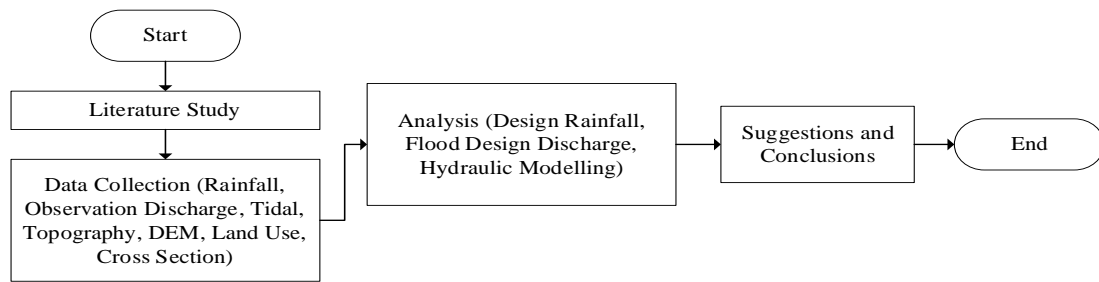 Start
Literature Study
Data Collection (Rainfall,
Observation Discharge, Tidal,
Topography, DEM, Land Use,
Cross Section)
Analysis (Design Rainfall,
Flood Design Discharge,
Hydraulic Modelling)
Suggestions and
Conclusions
End